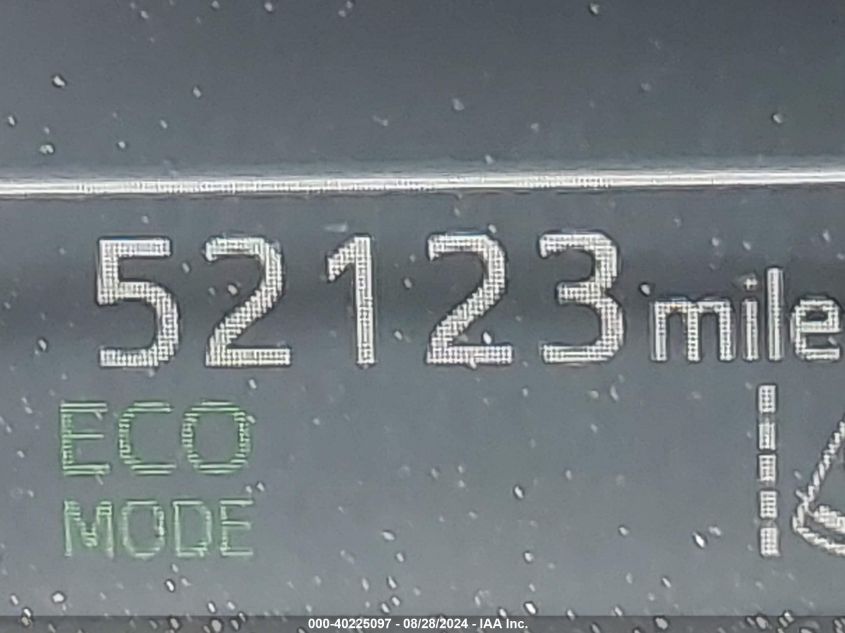 52123 mile
ECO
MODE
000-40225097 - 08/28/2024 - IAA Inc.